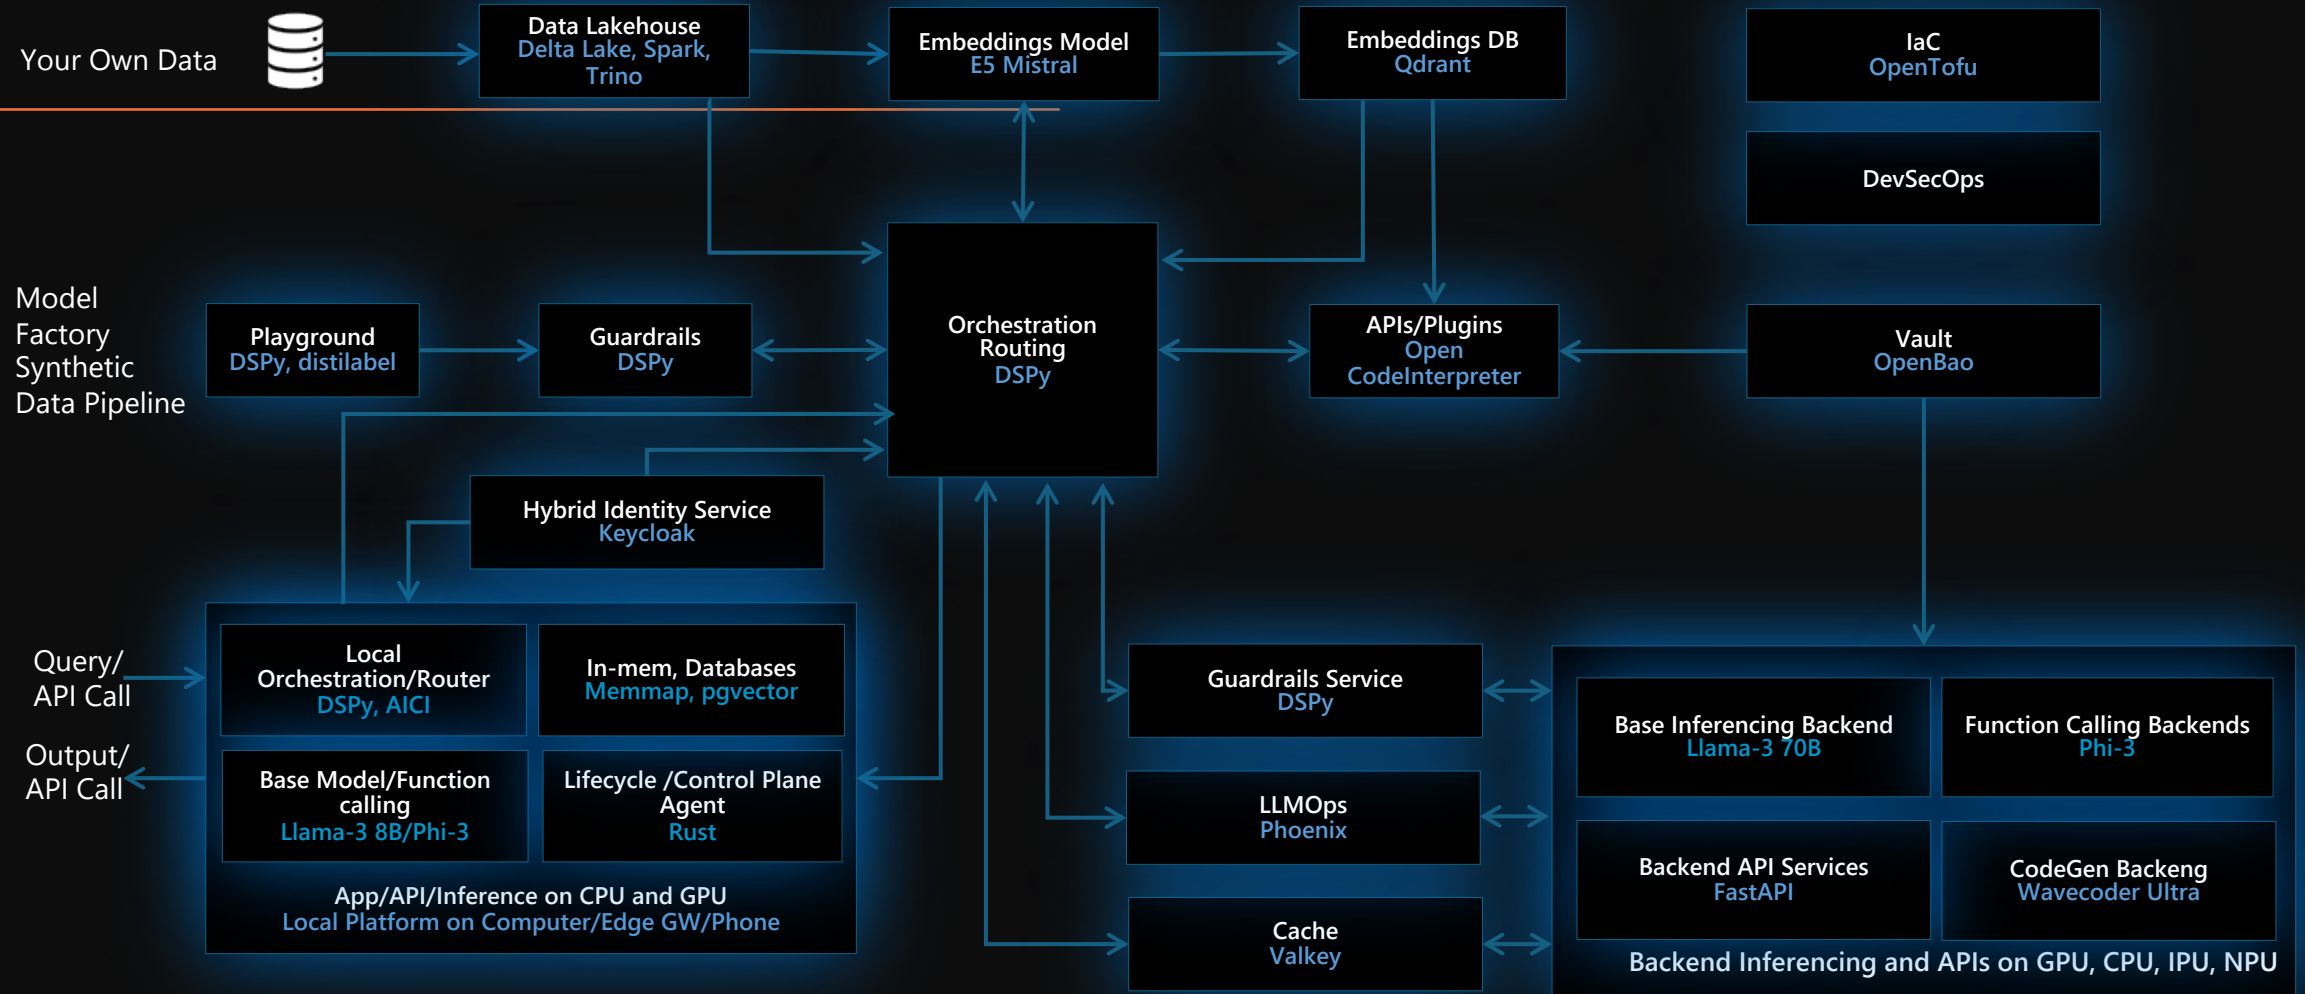 Your Own Data
Data Lakehouse
Delta Lake, Spark,
Trino
Embeddings Model
E5 Mistral
Embeddings DB
Qdrant
IaC
OpenTofu
DevSecOps
Model
Factory
Synthetic
Data Pipeline
Playground
DSPy, distilabel
Guardrails
DSPy
Orchestration
Routing
DSPy
APIs/Plugins
Open
CodeInterpreter
Vault
OpenBao
Hybrid Identity Service
Keycloak
Query/
API Call
Output/
API Call
Local
Orchestration/Router
DSPy, AICI
In-mem, Databases
Memmap, pgvector
Base Model/Function
calling
Llama-3 8B/Phi-3
Lifecycle /Control Plane
Agent
Rust
App/API/Inference on CPU and GPU
Local Platform on Computer/Edge GW/Phone
Guardrails Service
DSPy
LLMOps
Phoenix
Cache
Valkey
Base Inferencing Backend
Llama-3 70B
Function Calling Backends
Phi-3
Backend API Services
FastAPI
CodeGen Backeng
Wavecoder Ultra
Backend Inferencing and APIs on GPU, CPU, IPU, NPU